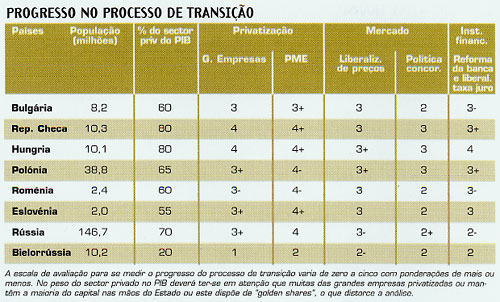 PROGRESSO NO PROCESSO DE TRANSIÇÃO
Países População % do sector Privatização Mercado Inst.
(milhões) priv do PIB financ.
G. Empresas PME Liberaliz. Política Reforma
de preços concor. da banca
e liberal.
taxa juro
Bulgária 8,2 60 3 3+ 3 2 3-
Rep. Checa 10,3 80 4 4+ 3 3 3+
Hungria 10,1 80 4 4+ 3+ 3 4
Polónia 38,8 65 3+ 4- 3+ 3 3+
Roménia 2,4 60 3- 4- 3 2 3-
Eslovénia 2,0 55 3+ 4+ 3 3 3
Rússia 146,7 70 3+ 4 3- 2+ 2-
Bielorrússia 10,2 20 1 2 2- 2 2
A escala de avaliação para se medir o progresso do processo de transição varia de zero a cinco com ponderações de mais ou
menos. No peso do sector privado no PIB deverá ter-se em atenção que muitas das grandes empresas privatizadas ou man-
têm a maioria do capital nas mãos do Estado ou este dispõe de "golden shares", o que distorce a análise.